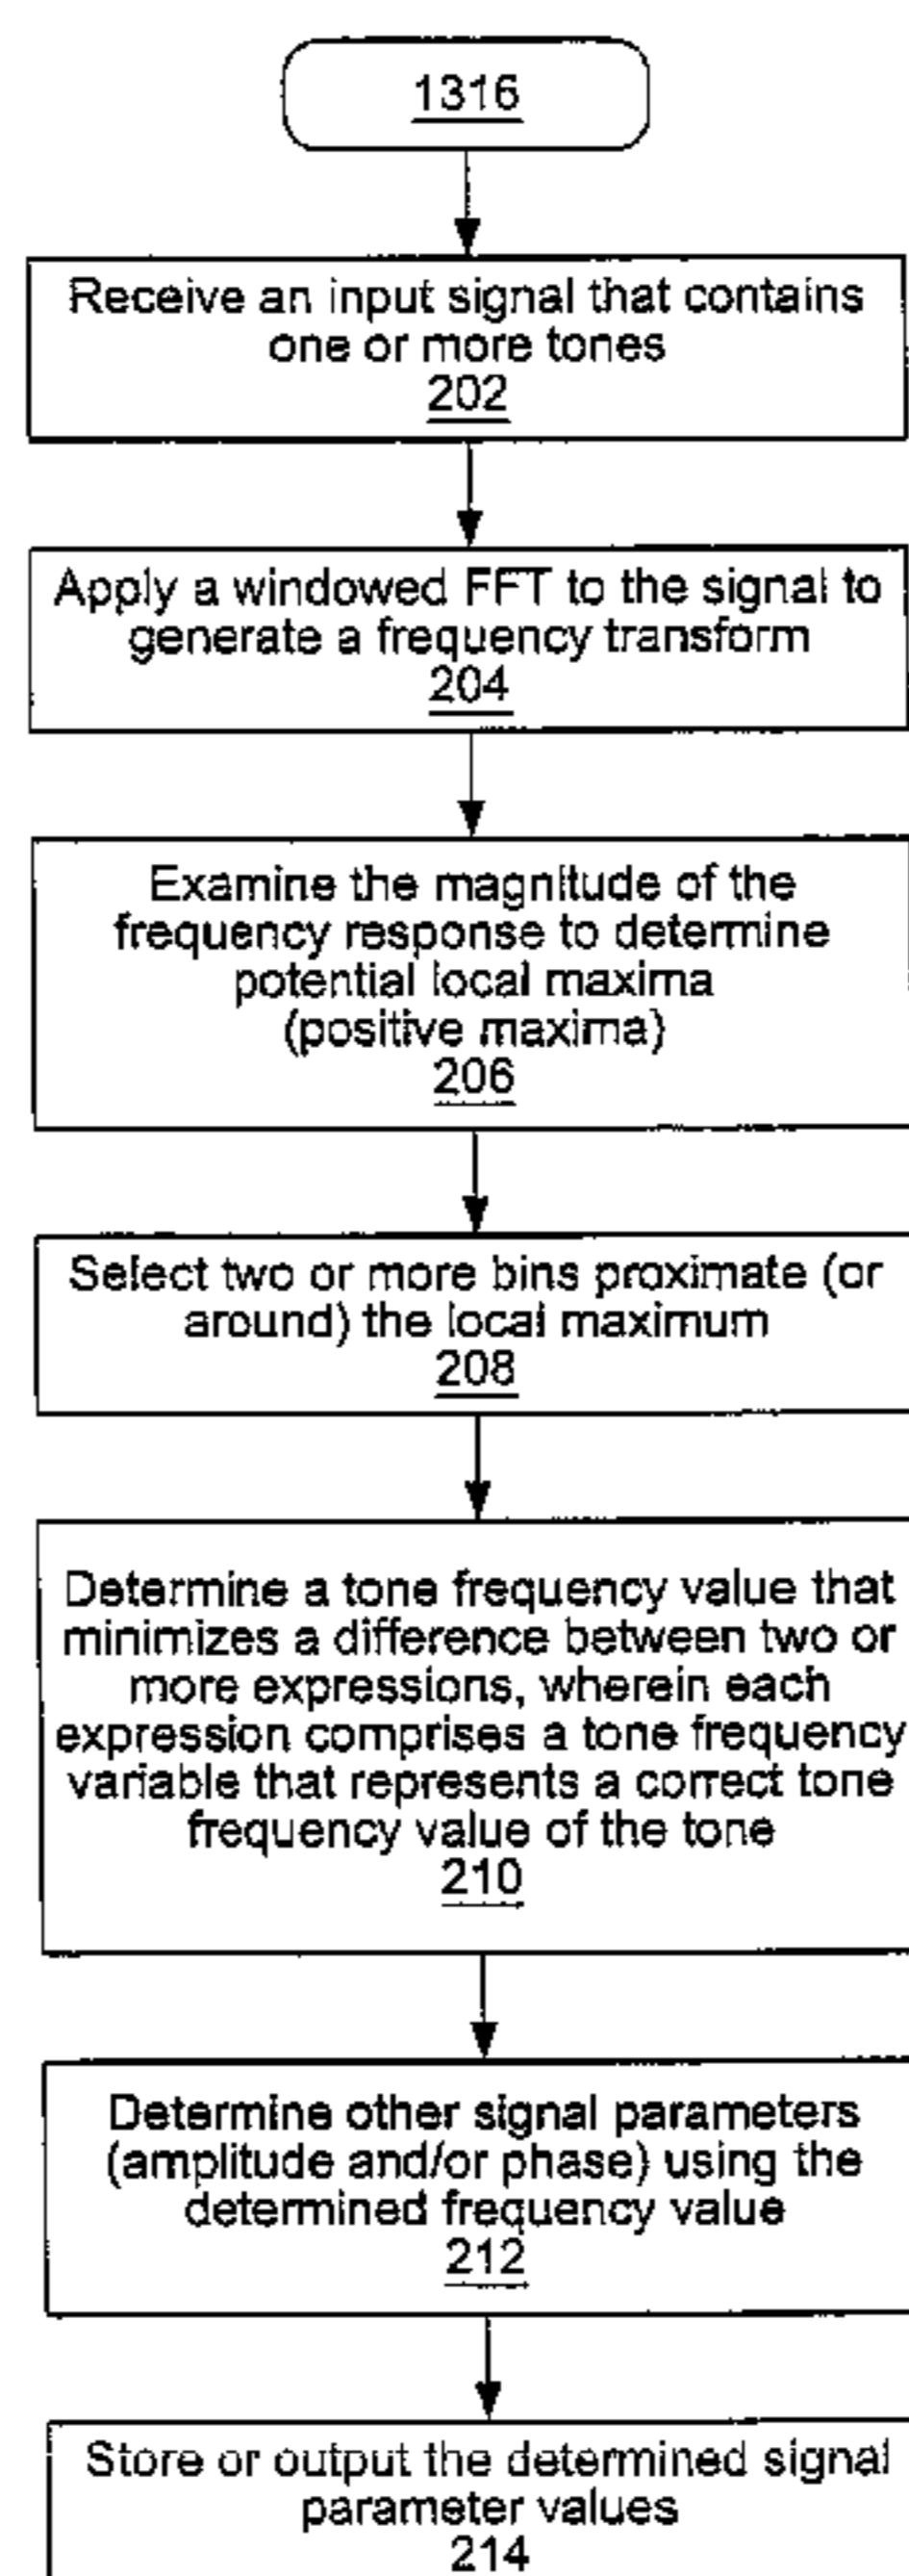 1316
Receive an input signal that contains
one or more tones
202
Apply a windowed FFT to the signal to
generate a frequency transform
204
Examine the magnitude of the
frequency response to determine
potential local maxima
(positive maxima)
206
Select two or more bins proximate (or
around) the local maximum
208
Determine a tone frequency value that
minimizes a difference between two or
more expressions, wherein each
expression comprises a tone frequency
variable that represents a correct tone
frequency value of the tone
210
Determine other signal parameters
(amplitude and/or phase) using the
determined frequency value
212
Store or output the determined signal
parameter values
214